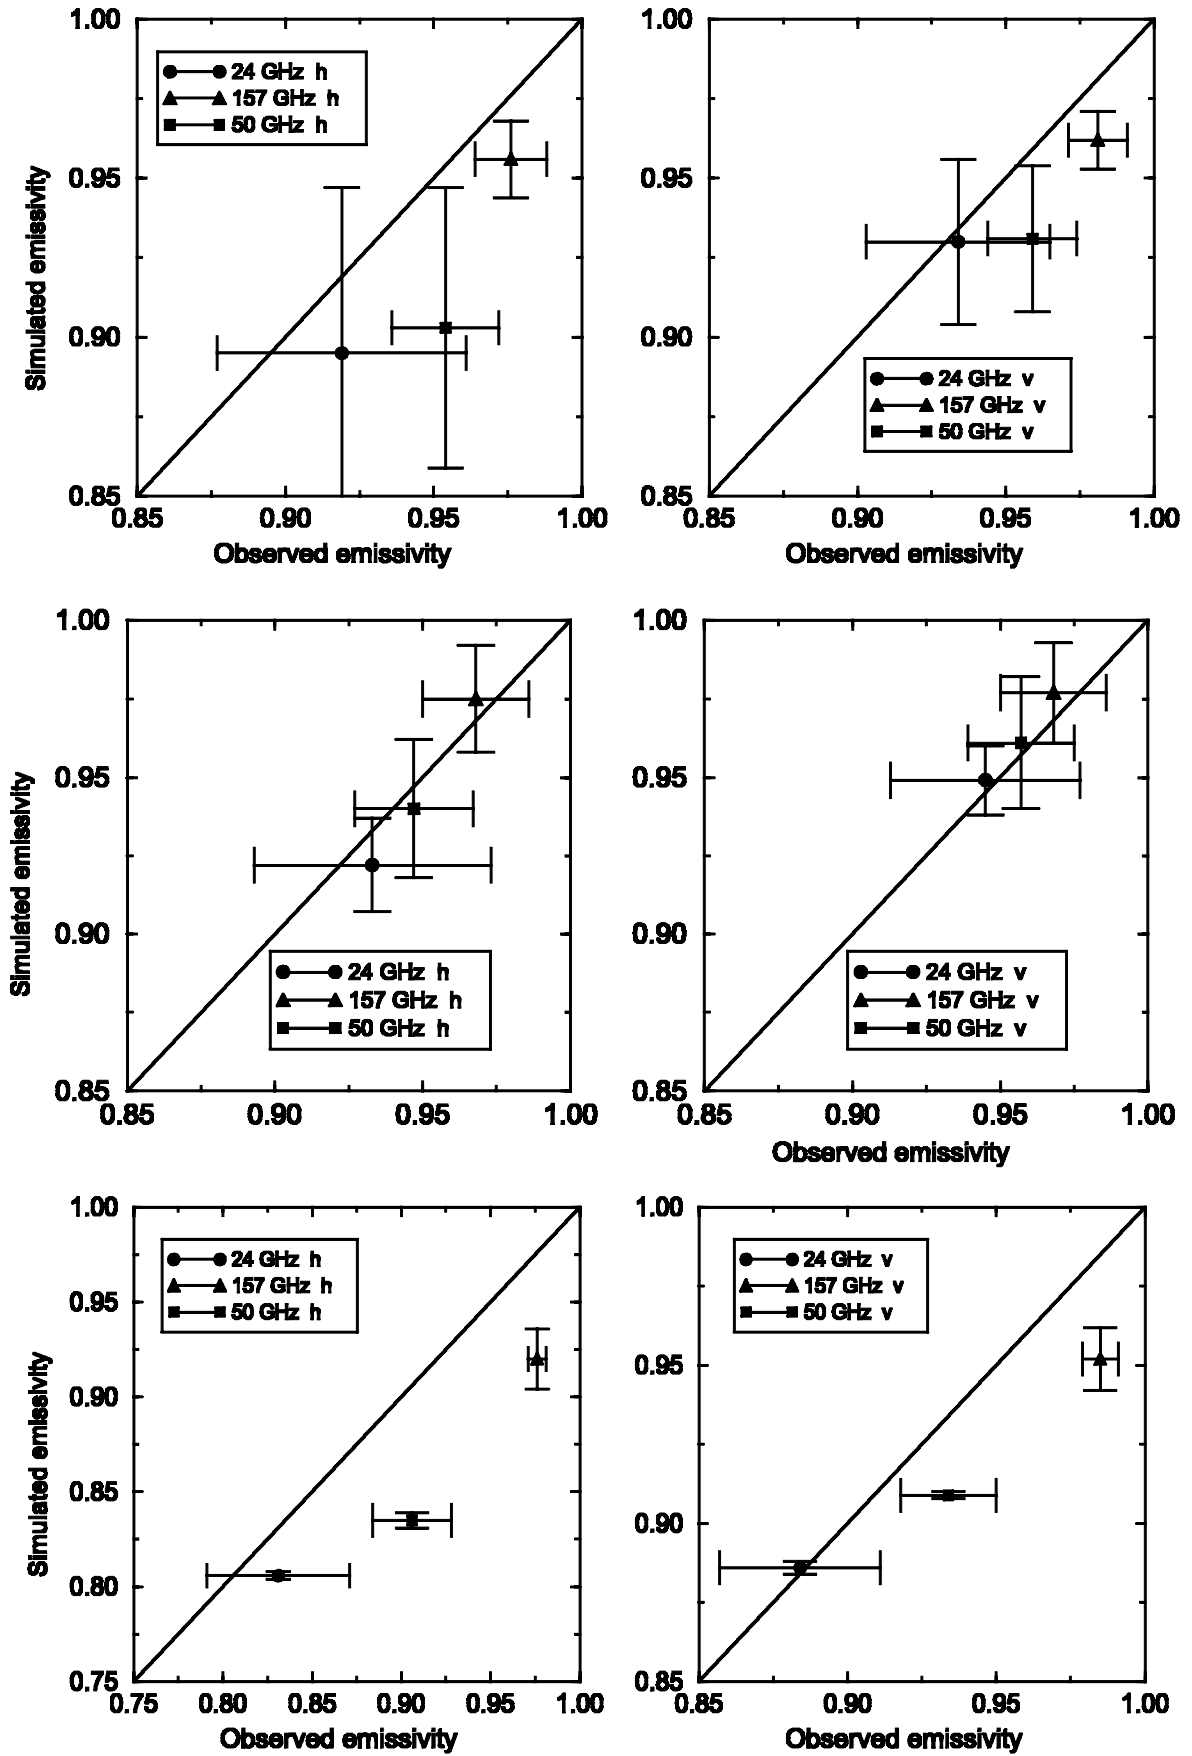 1.00
24 GHz h
157 GHz h
50 GHz h
0.95
0.90
0.85
0.85 0.90 0.95 1.00
Observed emissivity
Simulated emissivity
1.00
0.95
0.90
24 GHz v
157 GHz v
50 GHz v
0.85
0.85 0.90 0.95 1.00
Observed emissivity
1.00
0.95
0.90
24 GHz h
157 GHz h
50 GHz h
0.85
0.85 0.90 0.95 1.00
Simulated emissivity
1.00
0.95
0.90
24 GHz v
157 GHz v
50 GHz v
0.85
0.85 0.90 0.95 1.00
Observed emissivity
1.00
24 GHz h
157 GHz h
50 GHz h
0.95
0.90
0.85
0.80
0.75
0.75 0.80 0.85 0.90 0.95 1.00
Observed emissivity
Simulated emissivity
1.00
24 GHz v
157 GHz v
50 GHz v
0.95
0.90
0.85
0.85 0.90 0.95 1.00
Observed emissivity